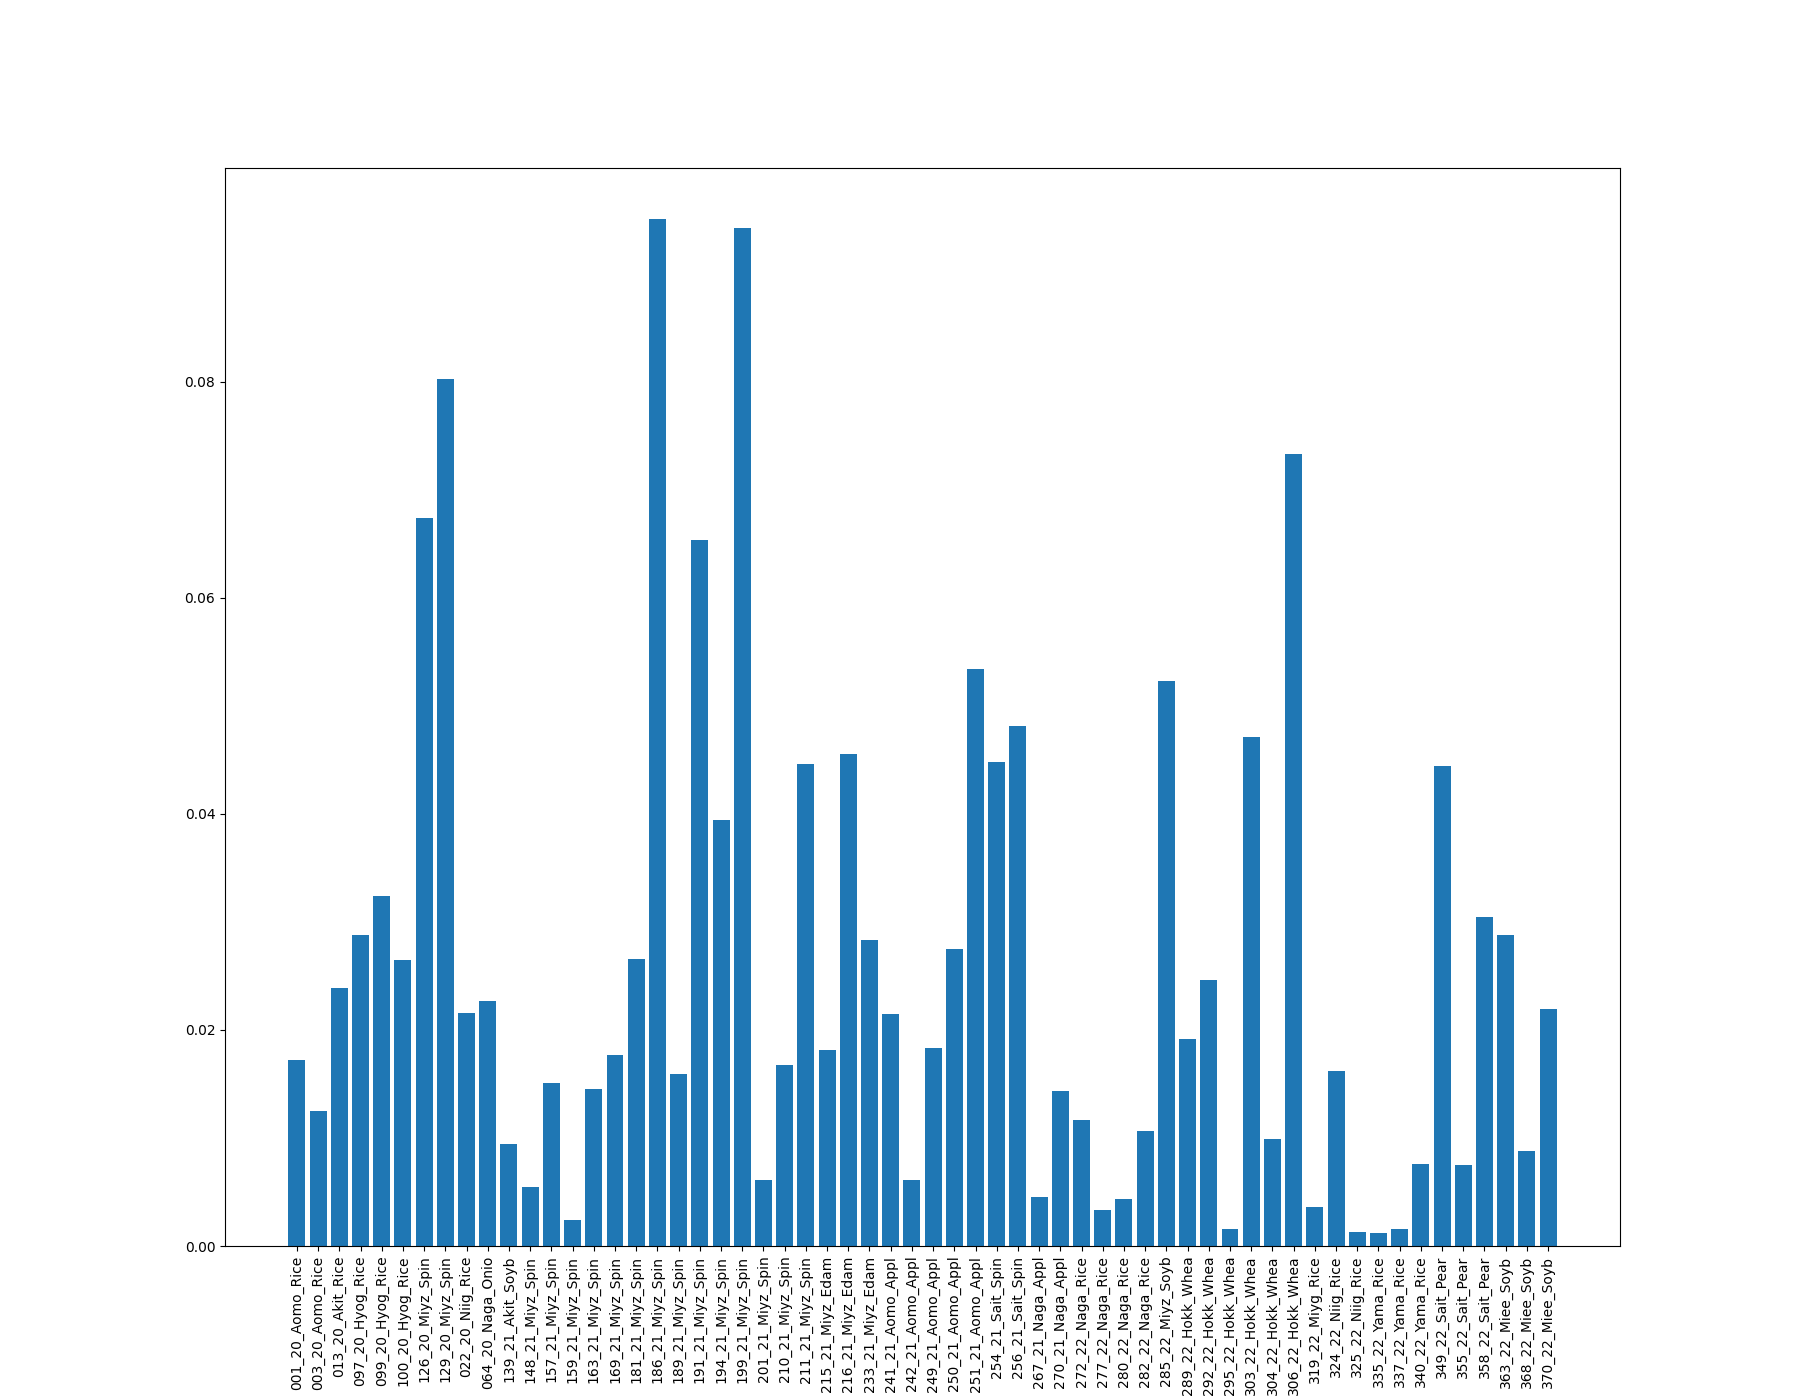 0.08
0.06
0.04
0.02
0.00
001_20_Aomo_Rice
003_20_Aomo_Rice
013_20_Akit_Rice
097_20_Hyog_Rice
099_20_Hyog_Rice
100_20_Hyog_Rice
126_20_Miyz_Spin
129_20_Miyz_Spin
022_20_Niig_Rice
064_20_Naga_Onio
139_21_Akit_Soyb
148_21_Miyz_Spin
157_21_Miyz_Spin
159_21_Miyz_Spin
163_21_Miyz_Spin
169_21_Miyz_Spin
181_21_Miyz_Spin
186_21_Miyz_Spin
189_21_Miyz_Spin
191_21_Miyz_Spin
194_21_Miyz_Spin
199_21_Miyz_Spin
201_21_Miyz_Spin
210_21_Miyz_Spin
211_21_Miyz_Spin
215_21_Miyz_Edam
216_21_Miyz_Edam
233_21_Miyz_Edam
241_21_Aomo_Appl
242_21_Aomo_Appl
249_21_Aomo_Appl
250_21_Aomo_Appl
251_21_Aomo_Appl
254_21_Sait_Spin
256_21_Sait_Spin
267_21_Naga_Appl
270_21_Naga_Appl
272_22_Naga_Rice
277_22_Naga_Rice
280_22_Naga_Rice
282_22_Naga_Rice
285_22_Miyz_Soyb
289_22_Hokk_Whea
292_22_Hokk_Whea
295_22_Hokk_Whea
303_22_Hokk_Whea
304_22_Hokk_Whea
306_22_Hokk_Whea
319_22_Miyg_Rice
324_22_Niig_Rice
325_22_Niig_Rice
335_22_Yama_Rice
337_22_Yama_Rice
340_22_Yama_Rice
349_22_Sait_Pear
355_22_Sait_Pear
358_22_Sait_Pear
363_22_Miee_Soyb
368_22_Miee_Soyb
370_22_Miee_Soyb